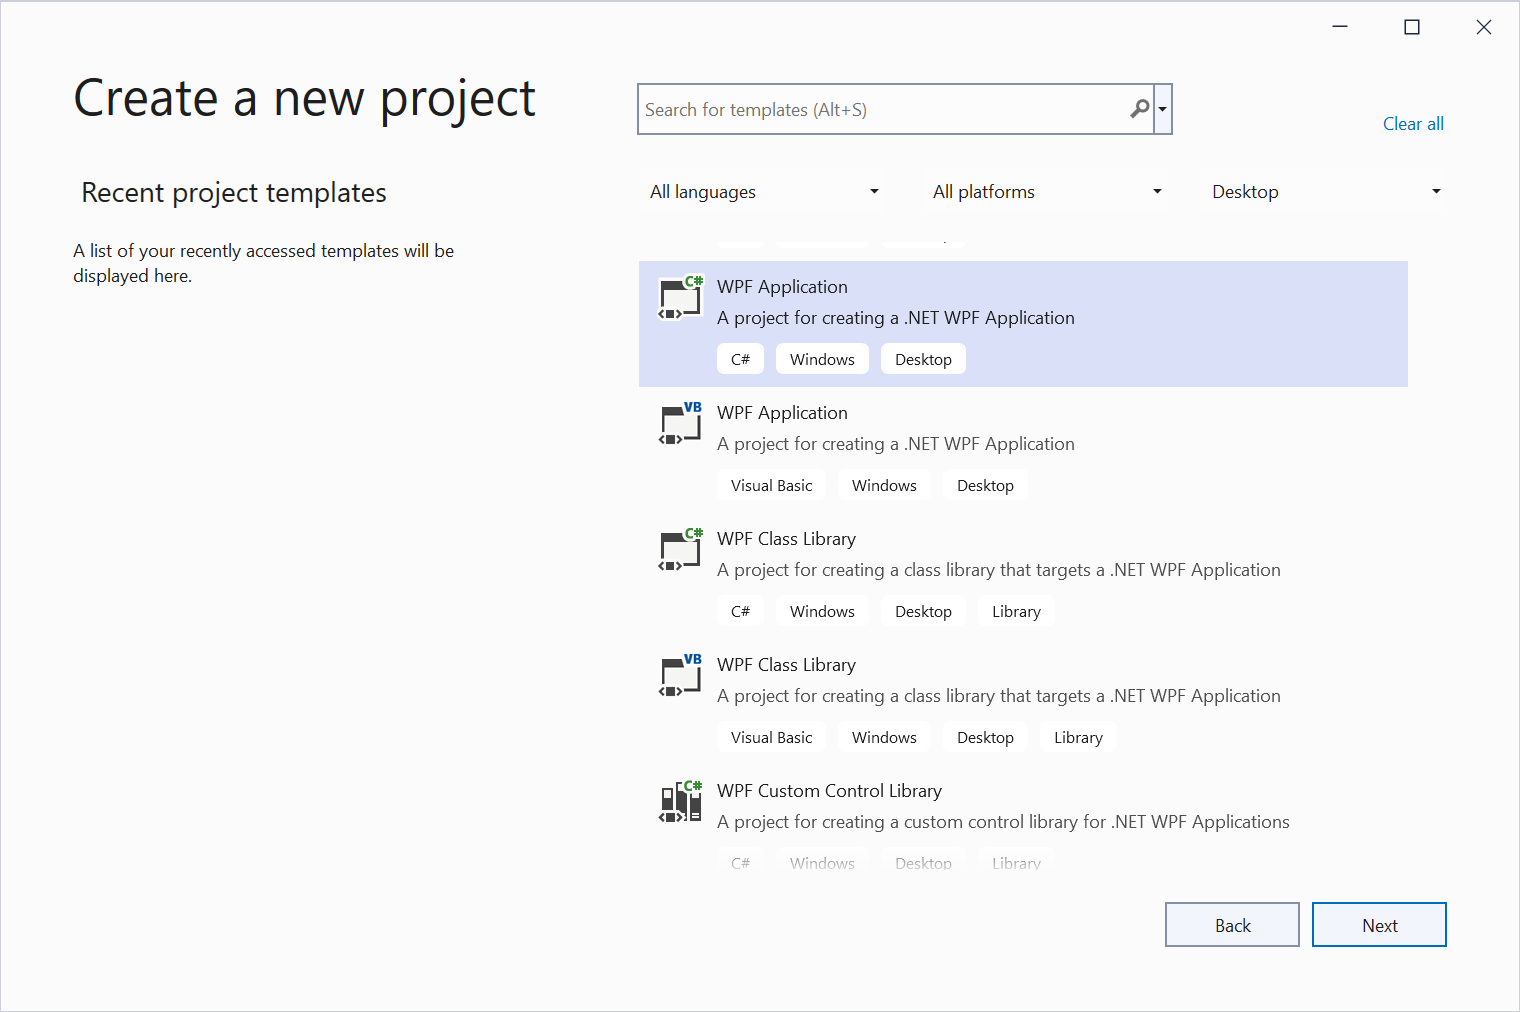 Create a new project
Search for templates (Alt+S)
Clear all
Recent project templates
All languages
All platforms
Desktop
A list of your recently accessed templates will be
displayed here.
C#
WPF Application
A project for creating a .NET WPF Application
C# Windows Desktop
VB
WPF Application
A project for creating a .NET WPF Application
Visual Basic Windows Desktop
C#
WPF Class Library
A project for creating a class library that targets a .NET WPF Application
C# Windows Desktop Library
VB
WPF Class Library
A project for creating a class library that targets a .NET WPF Application
Visual Basic Windows Desktop Library
C#
WPF Custom Control Library
A project for creating a custom control library for .NET WPF Applications
C# Windows Desktop Library
Back
Next